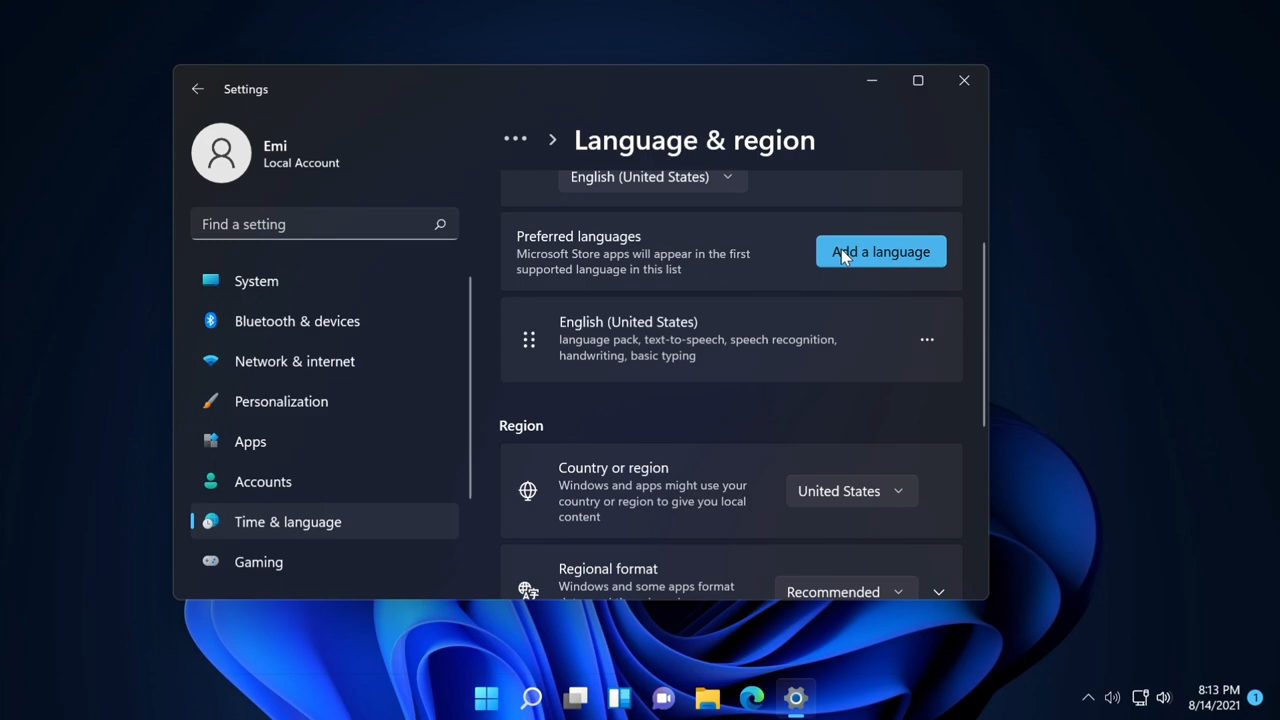 Settings
Emi
Local Account
Find a setting
System
Bluetooth & devices
Network & internet
Personalization
Apps
Accounts
Time & language
Gaming
Language & region
English (United States)
Preferred languages
Microsoft Store apps will appear in the first
supported language in this list
Add a language
English (United States)
language pack, text-to-speech, speech recognition,
handwriting, basic typing
Region
Country or region
Windows and apps might use your
country or region to give you local
content
United States
Regional format
Windows and some apps format
Recommended
8:13 PM
8/14/2021
1